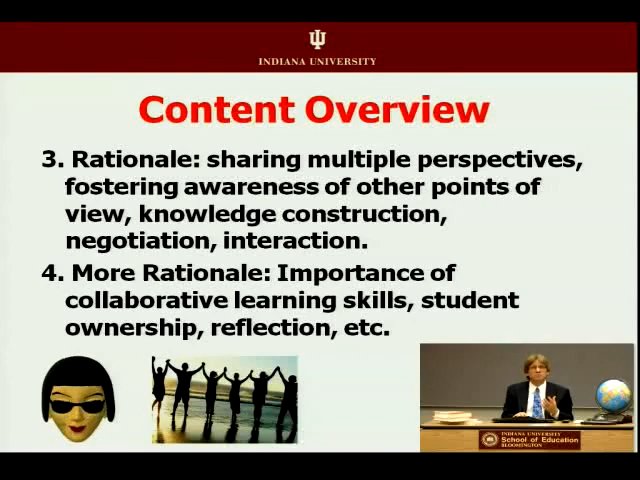 INDIANA UNIVERSITY
Content Overview
3. Rationale: sharing multiple perspectives,
fostering awareness of other points of
view, knowledge construction,
negotiation, interaction.
4. More Rationale: Importance of
collaborative learning skills, student
ownership, reflection, etc.
INDIANA UNIVERSITY
School of Education
BLOOMINGTON